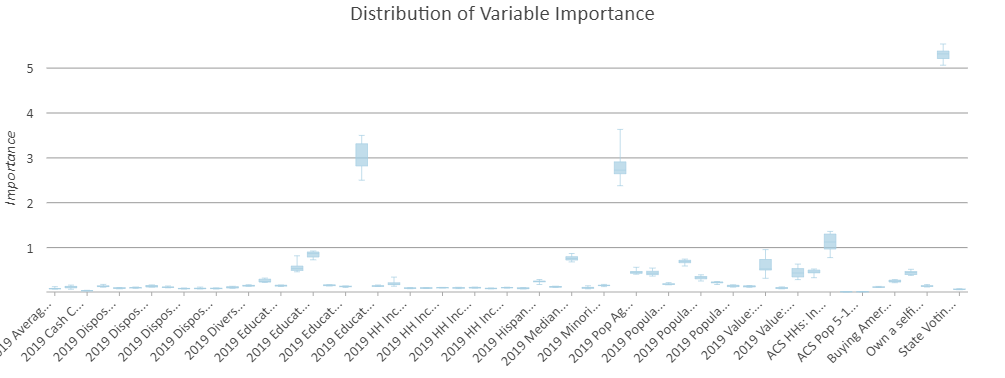 Distribution of Variable Importance
5
4
3
2
1
Importance
2019 Cash C...
2019 Dispos...
2019 Dispos...
2019 Dispos...
2019 Dispos...
2019 Divers...
2019 Educat...
2019 Educat...
2019 Educat...
2019 Educat...
2019 HH Inc...
2019 HH Inc...
2019 HH Inc...
2019 HH Inc...
2019 Hispan...
2019 Median...
2019 Minori...
2019 Pop Ag...
2019 Popula...
2019 Popula...
2019 Popula...
2019 Value:...
2019 Value:...
ACS HHs: In...
ACS Pop 5-1...
Buying Amer...
Own a selfi...
State Votin...